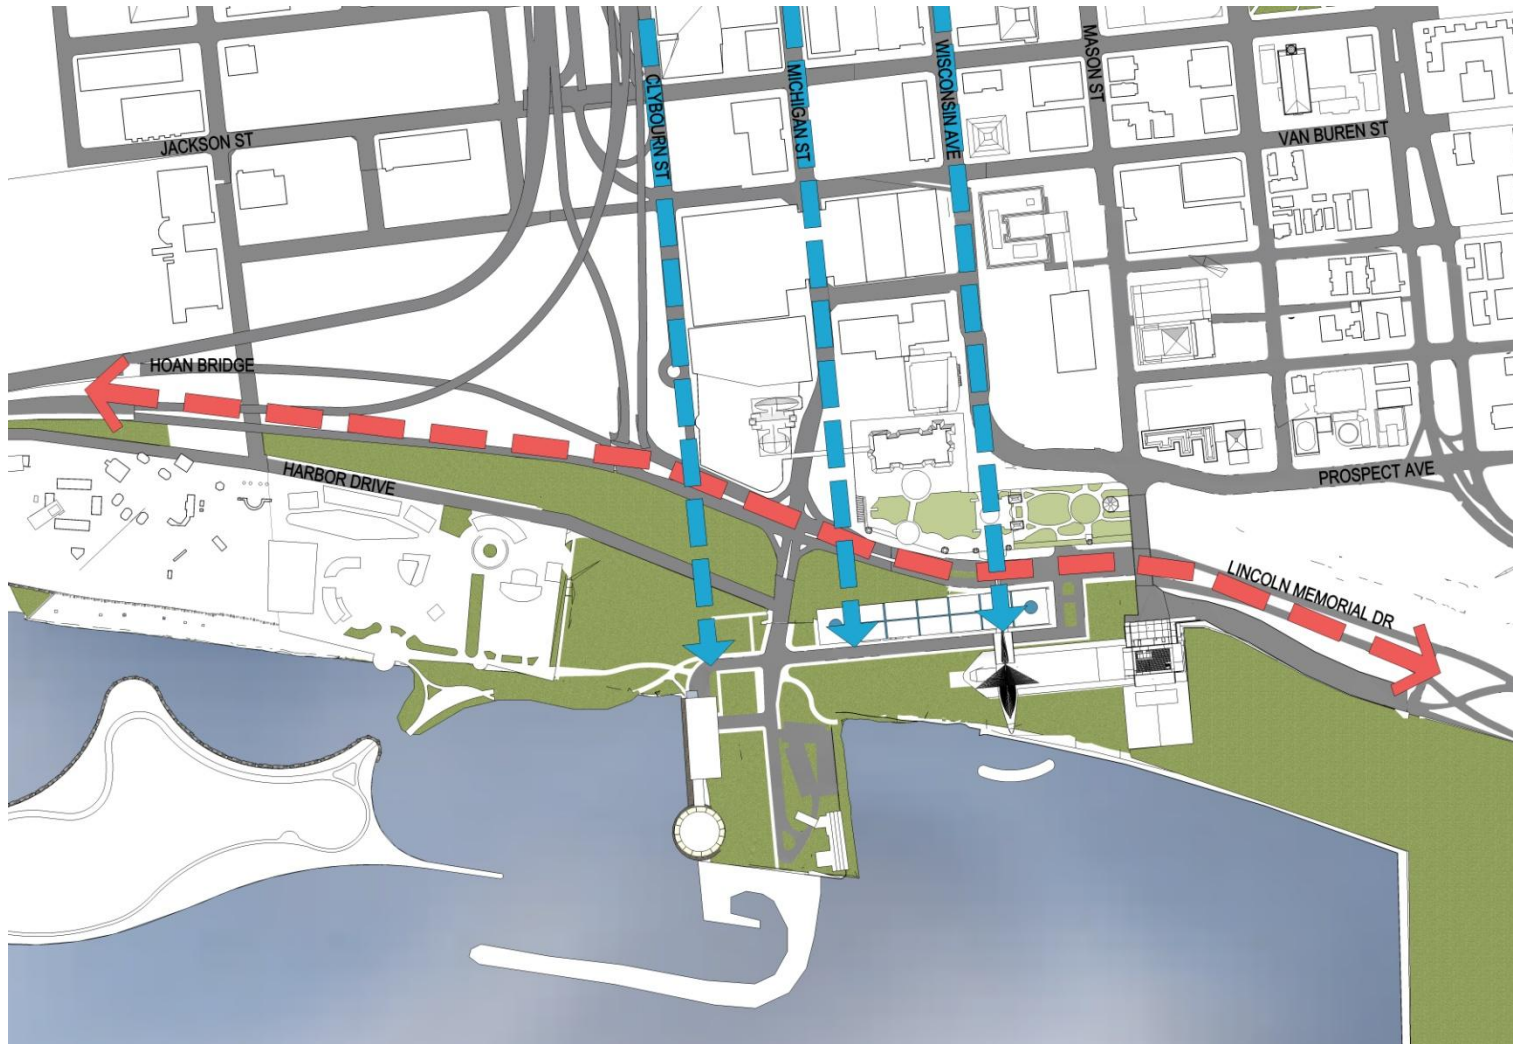 CLYBOURN ST
MICHIGAN ST
WISCONSIN AVE
MASON ST
JACKSON ST
VAN BUREN ST
HOAN BRIDGE
HARBOR DRIVE
PROSPECT AVE
LINCOLN MEMORIAL DR